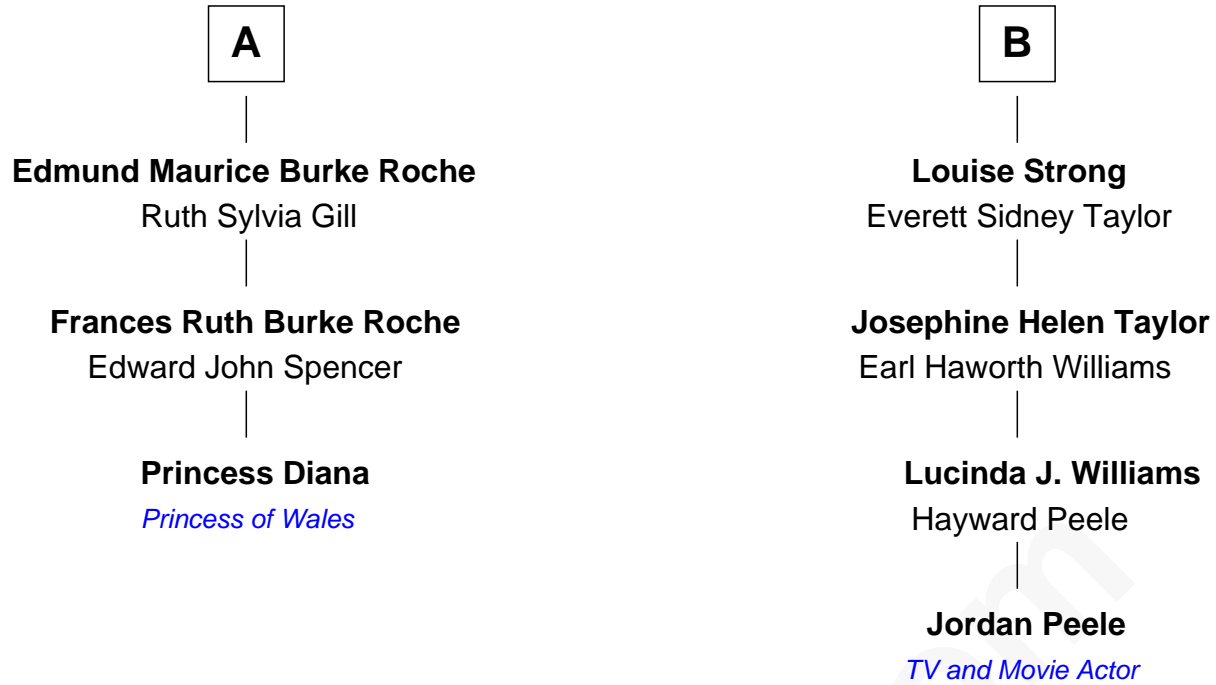 A
Edmund Maurice Burke Roche
Ruth Sylvia Gill
Frances Ruth Burke Roche
Edward John Spencer
Princess Diana
Princess of Wales
B
Louise Strong
Everett Sidney Taylor
Josephine Helen Taylor
Earl Haworth Williams
Lucinda J. Williams
Hayward Peele
Jordan Peele
TV and Movie Actor